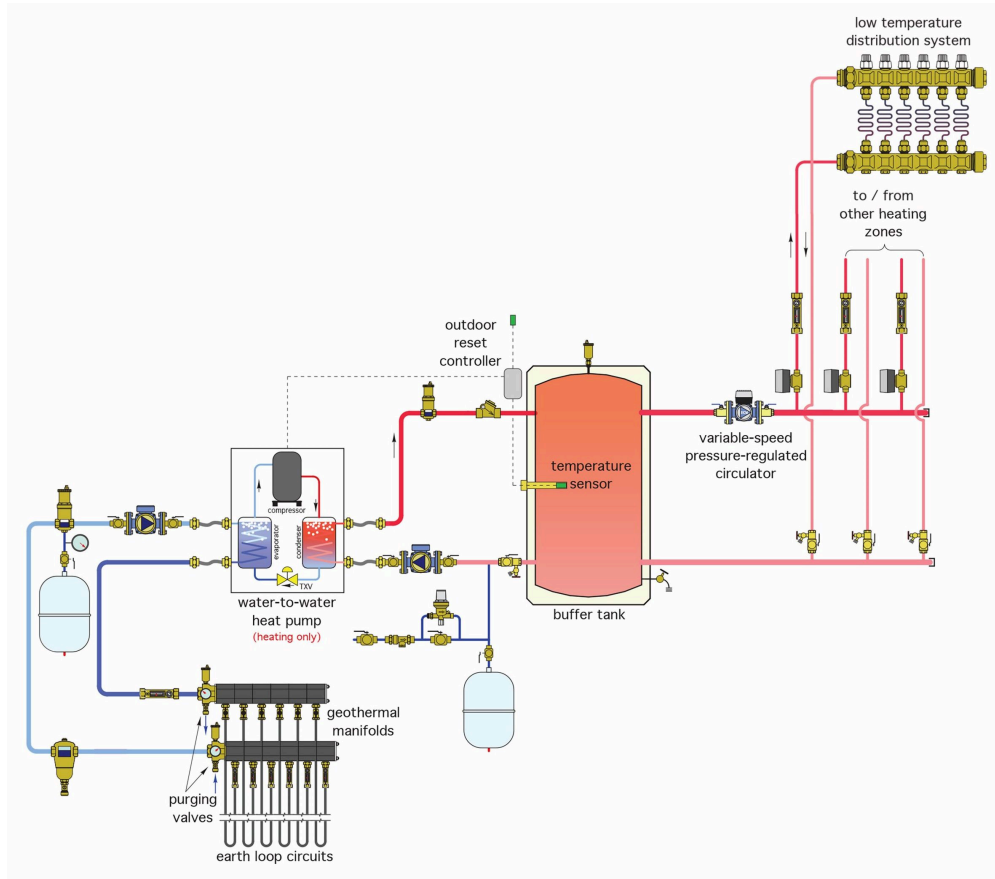 low temperature
distribution system
to / from
other heating
zones
outdoor
reset
controller
variable-speed
pressure-regulated
circulator
temperature
sensor
compressor
evaporator
condenser
TXV
water-to-water
heat pump
(heating only)
buffer tank
geothermal
manifolds
purging
valves
earth loop circuits